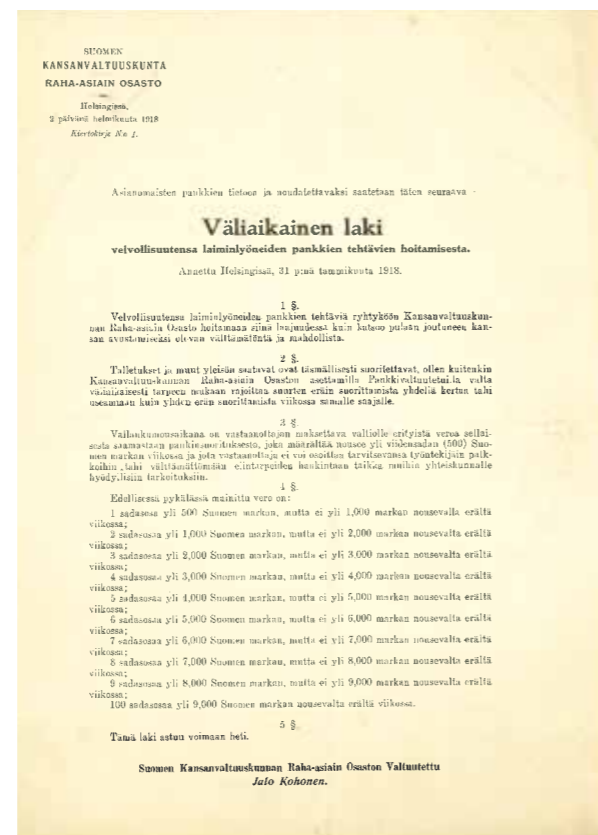 SUOMEN
KANSANVALTUUSKUNTA
RAHA-ASIAIN OSASTO
Helsingissä,
2 päivänä helmikuuta 1918
Kiertokirje N:o 1.
Asianomaisten pankkien tietoon ja noudatettavaksi saatetaan täten seuraava
Väliaikainen laki
velvollisuutensa laiminlyöneiden pankkien tehtävien hoitamisesta.
Annettu Helsingissä, 31 p:nä tammikuuta 1918.
1 §.
Velvollisuutensa laiminlyöneiden pankkien tehtäviä ryhtyköön Kansanvaltuuskun-
nan Raha-asiain Osasto hoitamaan siinä laajuudessa kuin katsoo pulaan joutuneen kan-
san avustamiseksi olevan välttämätöntä ja mahdollista.
2 §.
Talletukset ja muut yleisön saatavat ovat täsmällisesti suoritettavat, ollen kuitenkin
Kansanvaltuuskunnan Raha-asiain Osaston asettamilla Pankkivaltuutetuilla valta
väliaikaisesti tarpeen mukaan rajoittaa suurten eräin suorittamista yhdellä kertaa tahi
useamman kuin yhden erän suorittamista viikossa samalle saajalle.
3 §.
Vallankumousaikana on vastaanottajan maksettava valtiolle erityistä veroa sellai-
sesta saamastaan pankinsuorituksesta, joka määrältää nousee yli viidensadan (500) Suo-
men markan viikossa ja jota vastaanottaja ei voi osoittaa tarvitsevansa työntekijäin palk-
koihin tahi välttämättömään elintarpeiden hankintaan taikka muihin yhteiskunnalle
hyödyllisiin tarkoituksiin.
4 §.
Edellisessä pykälässä mainittu vero on:
1 sadasosa yli 500 Suomen markan, mutta ei yli 1,000 markan nousevalta erältä
viikossa;
2 sadasosaa yli 1,000 Suomen markan, mutta ei yli 2,000 markan nousevalta erältä
viikossa;
3 sadasosaa yli 2,000 Suomen markan, mutta ei yli 3,000 markan nousevalta erältä
viikossa;
4 sadasosaa yli 3,000 Suomen markan, mutta ei yli 4,000 markan nousevalta erältä
viikossa;
5 sadasosaa yli 4,000 Suomen markan, mutta ei yli 5,000 markan nousevalta erältä
viikossa;
6 sadasosaa yli 5,000 Suomen markan, mutta ei yli 6,000 markan nousevalta erältä
viikossa;
7 sadasosaa yli 6,000 Suomen markan, mutta ei yli 7,000 markan nousevalta erältä
viikossa;
8 sadasosaa yli 7,000 Suomen markan, mutta ei yli 8,000 markan nousevalta erältä
viikossa;
9 sadasosaa yli 8,000 Suomen markan, mutta ei yli 9,000 markan nousevalta erältä
viikossa;
100 sadasosaa yli 9,000 Suomen markan nousevalta erältä viikossa.
5 §.
Tämä laki astuu voimaan heti.
Suomen Kansanvaltuuskunnan Raha-asiain Osaston Valtuutettu
Jalo Kohonen.